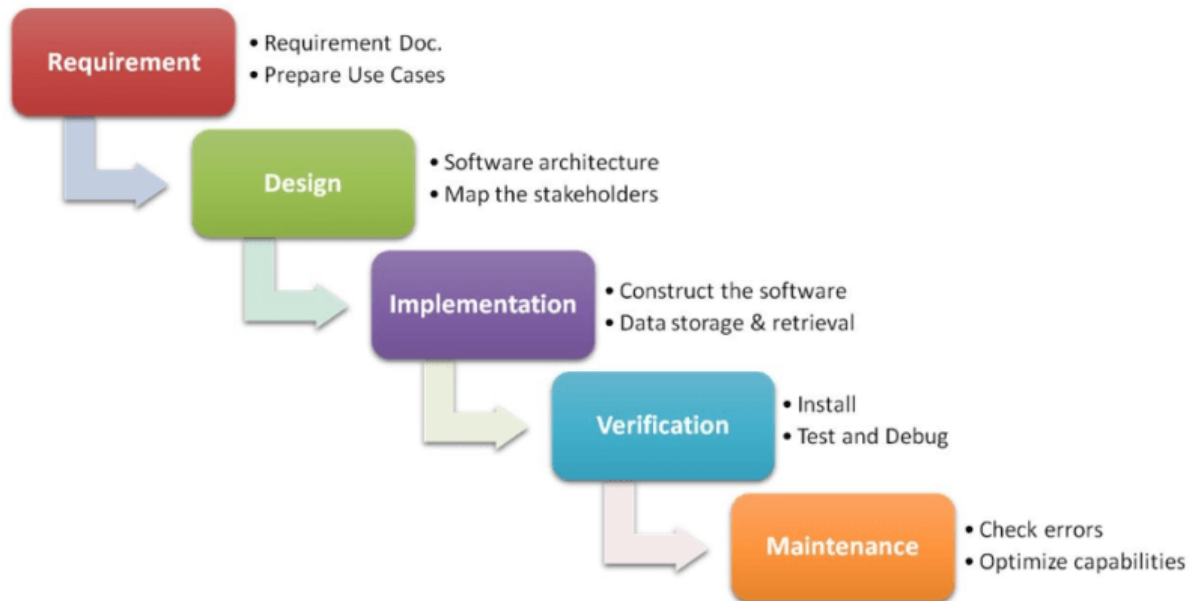 Requirement
• Requirement Doc.
• Prepare Use Cases
Design
• Software architecture
• Map the stakeholders
Implementation
• Construct the software
• Data storage & retrieval
Verification
• Install
• Test and Debug
Maintenance
• Check errors
• Optimize capabilities